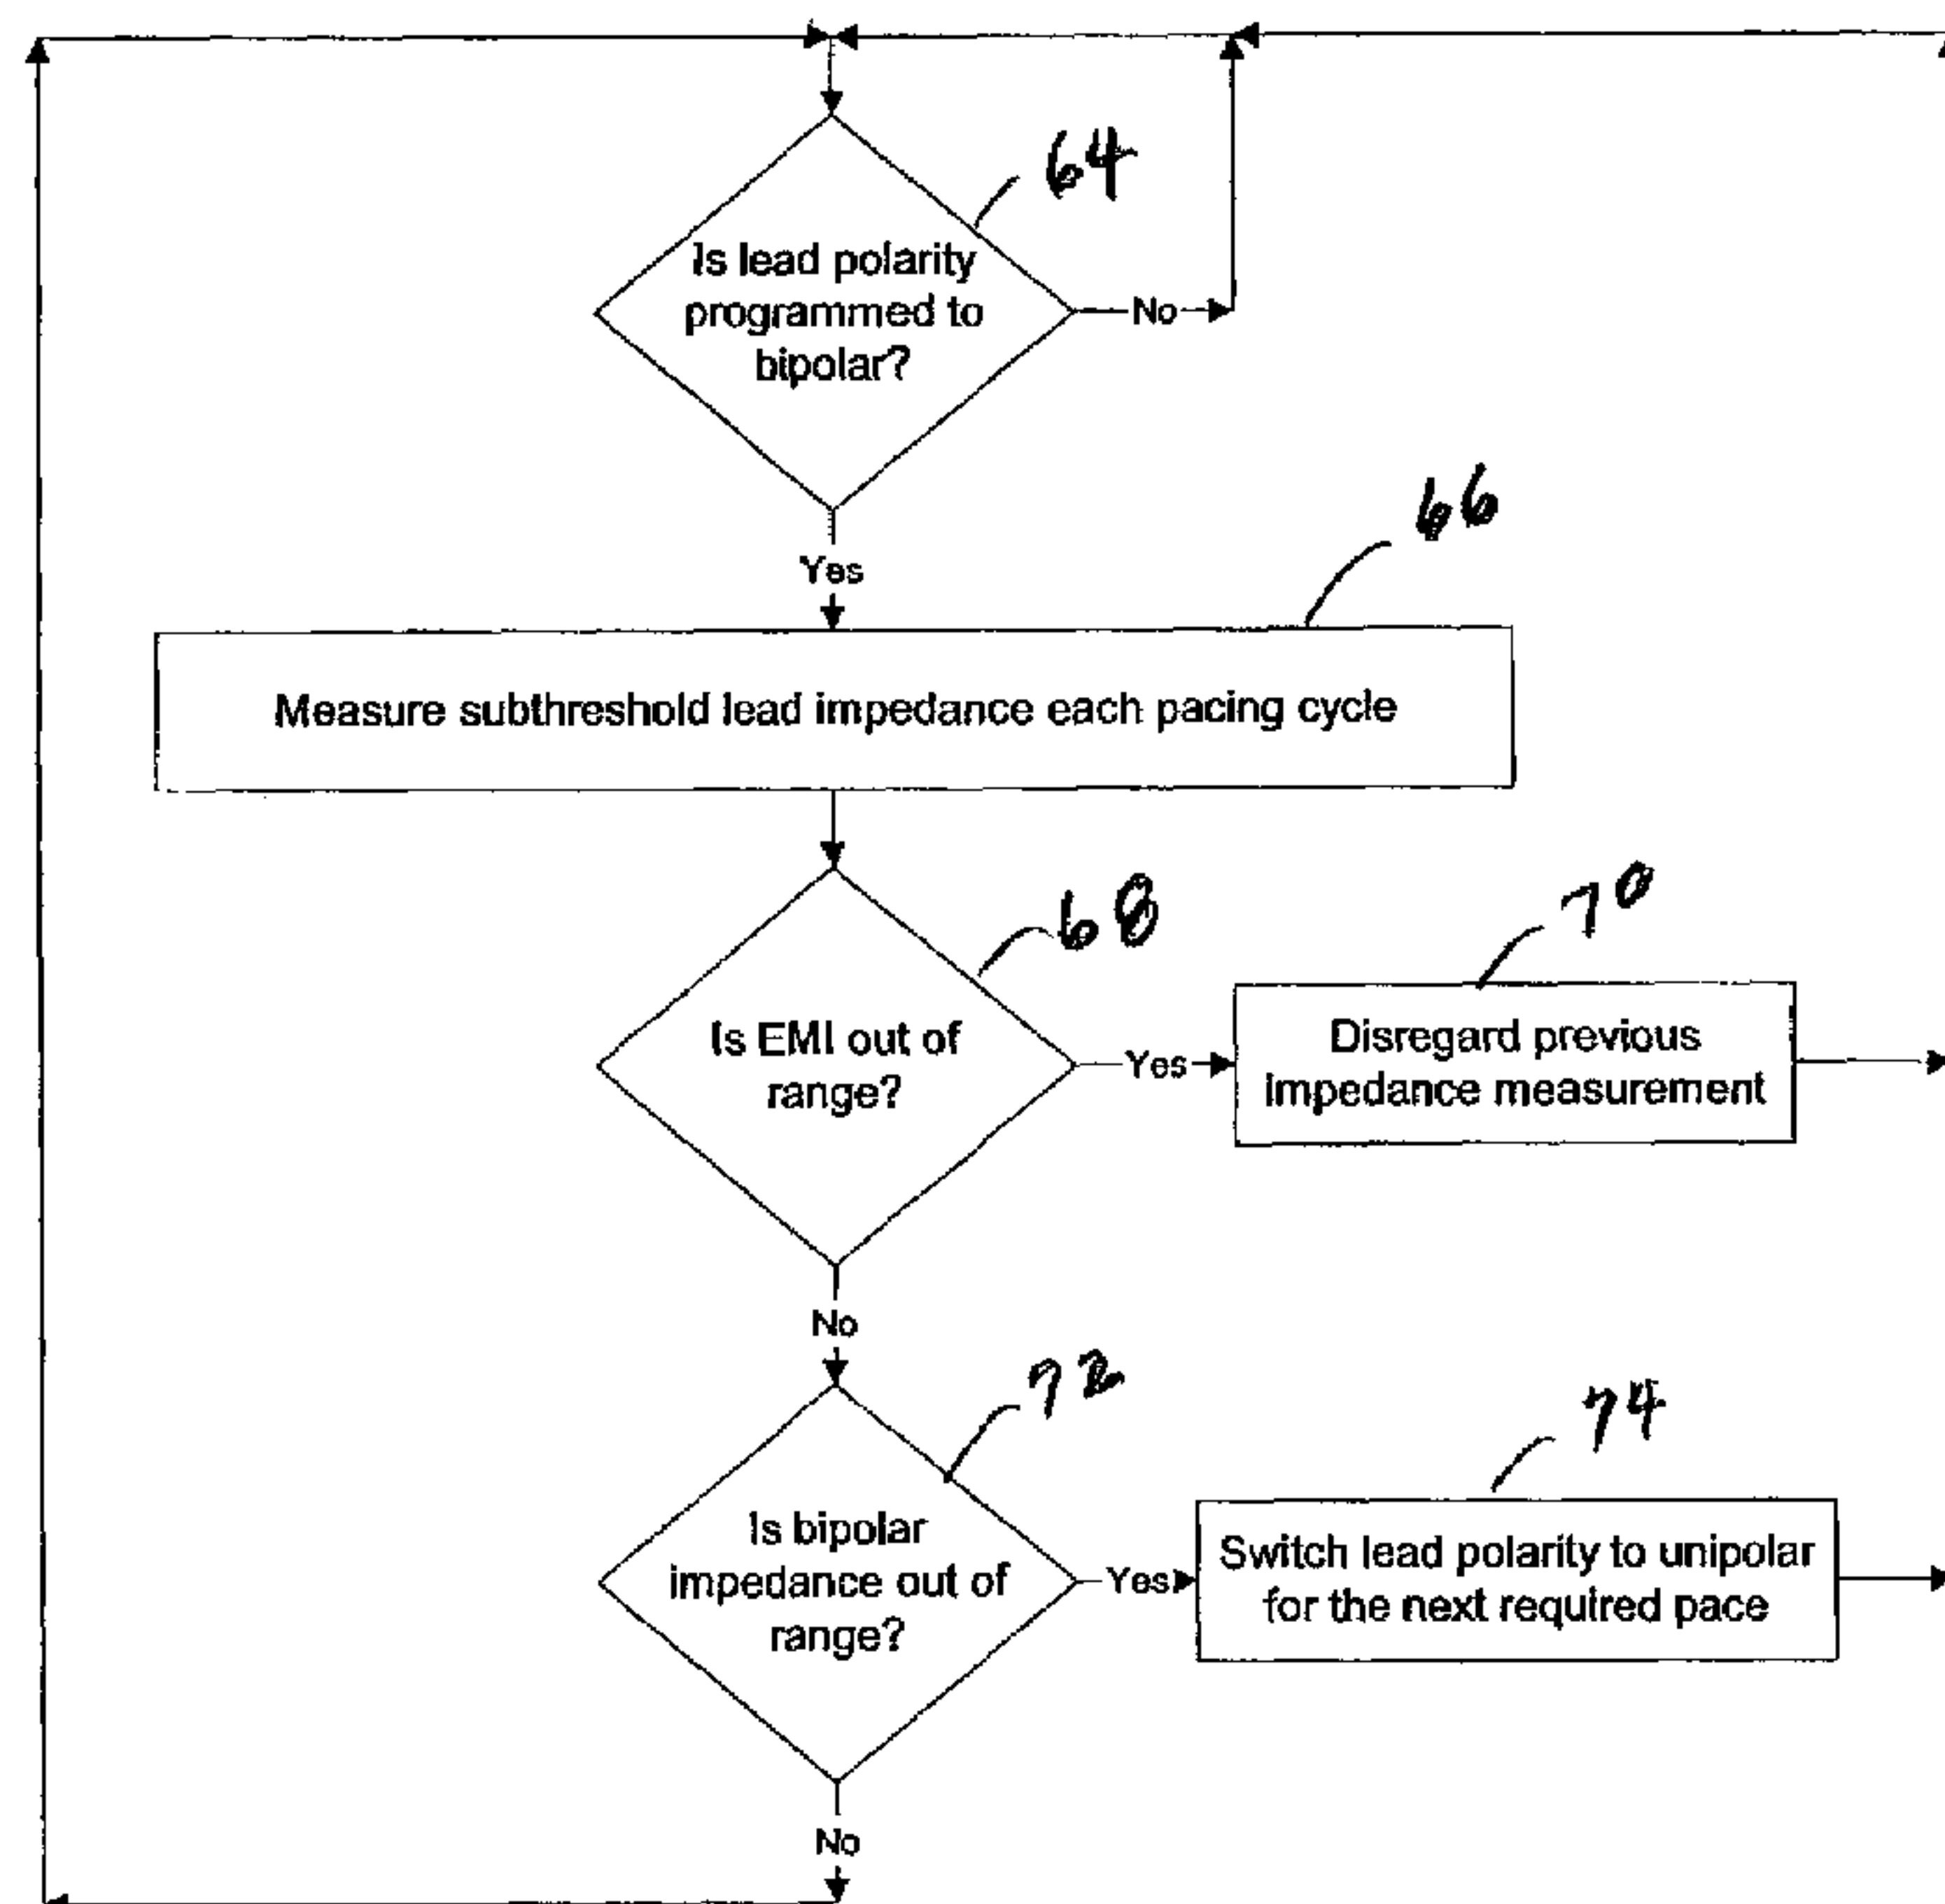 64
Is lead polarity
programmed to
bipolar?
No
Yes
66
Measure subthreshold lead impedance each pacing cycle
68
Is EMI out of
range?
Yes
70
Disregard previous
impedance measurement
No
72
Is bipolar
impedance out of
range?
Yes
74
Switch lead polarity to unipolar
for the next required pace
No